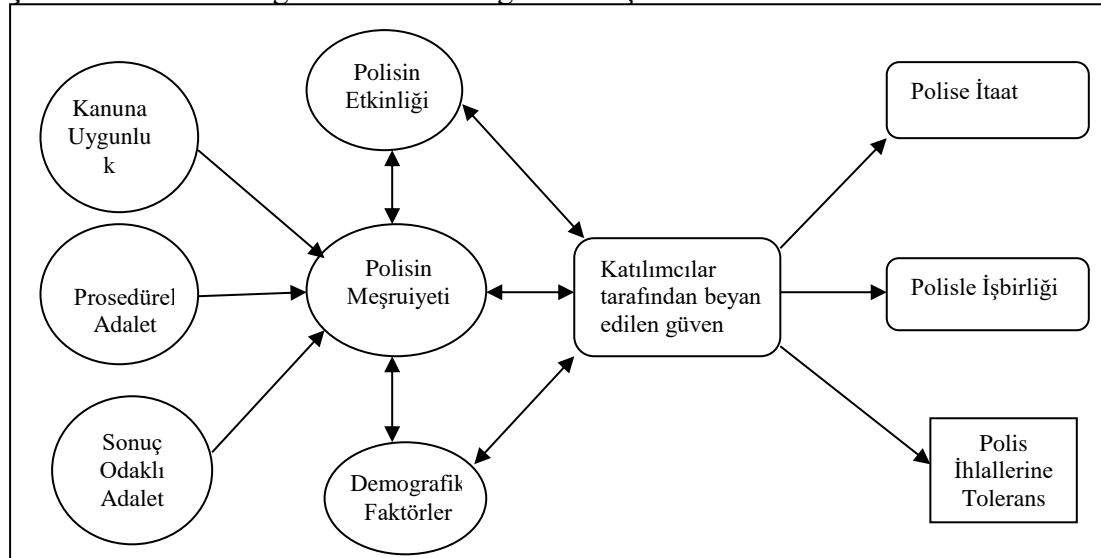 Polisin
Etkinliği
Kanuna
Uygunlu
k
Polise İtaat
Polisin
Meşruiyeti
Prosedürel
Adalet
Katılımcılar
tarafından beyan
edilen güven
Polisle İşbirliği
Sonuç
Odaklı
Adalet
Demografik
Faktörler
Polis
İhlallerine
Tolerans